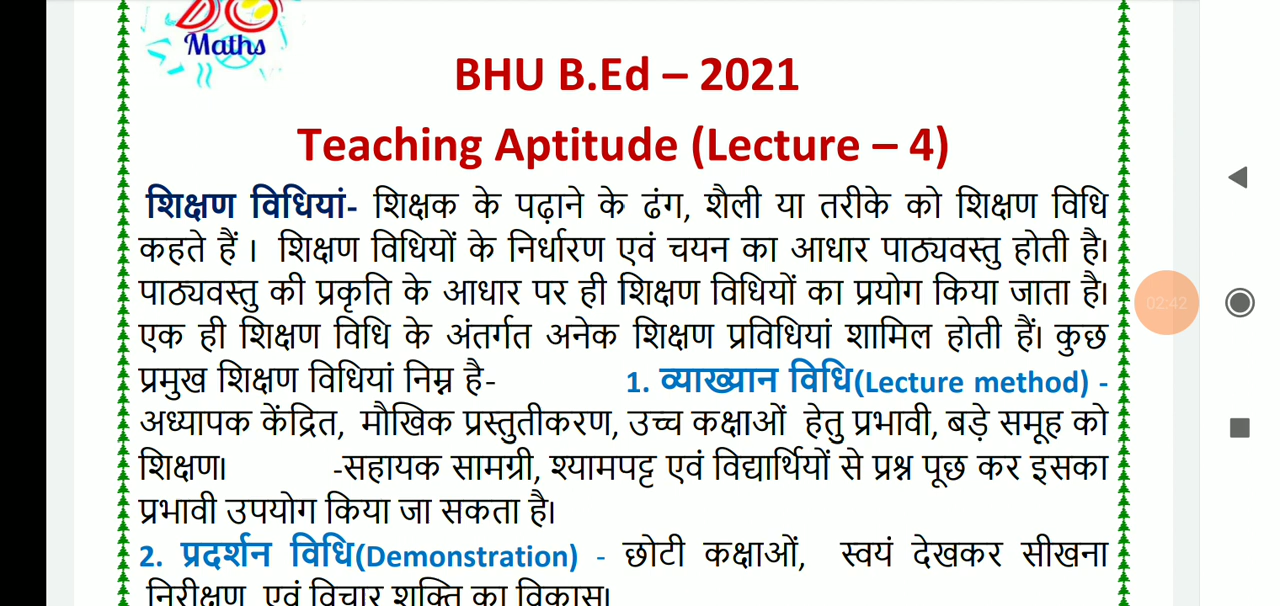 Maths
BHU B.Ed – 2021
Teaching Aptitude (Lecture – 4)
शिक्षण विधियां- शिक्षक के पढ़ाने के ढंग, शैली या तरीके को शिक्षण विधि
कहते हैं । शिक्षण विधियों के निर्धारण एवं चयन का आधार पाठ्यवस्तु होती है।
पाठ्यवस्तु की प्रकृति के आधार पर ही शिक्षण विधियों का प्रयोग किया जाता है।
एक ही शिक्षण विधि के अंतर्गत अनेक शिक्षण प्रविधियां शामिल होती हैं। कुछ
प्रमुख शिक्षण विधियां निम्न है- 1. व्याख्यान विधि(Lecture method) -
अध्यापक केंद्रित, मौखिक प्रस्तुतीकरण, उच्च कक्षाओं हेतु प्रभावी, बड़े समूह को
शिक्षण। -सहायक सामग्री, श्यामपट्ट एवं विद्यार्थियों से प्रश्न पूछ कर इसका
प्रभावी उपयोग किया जा सकता है।
02:42
2. प्रदर्शन विधि(Demonstration) - छोटी कक्षाओं, स्वयं देखकर सीखना
निरीक्षण एवं विचार शक्ति का विकास।